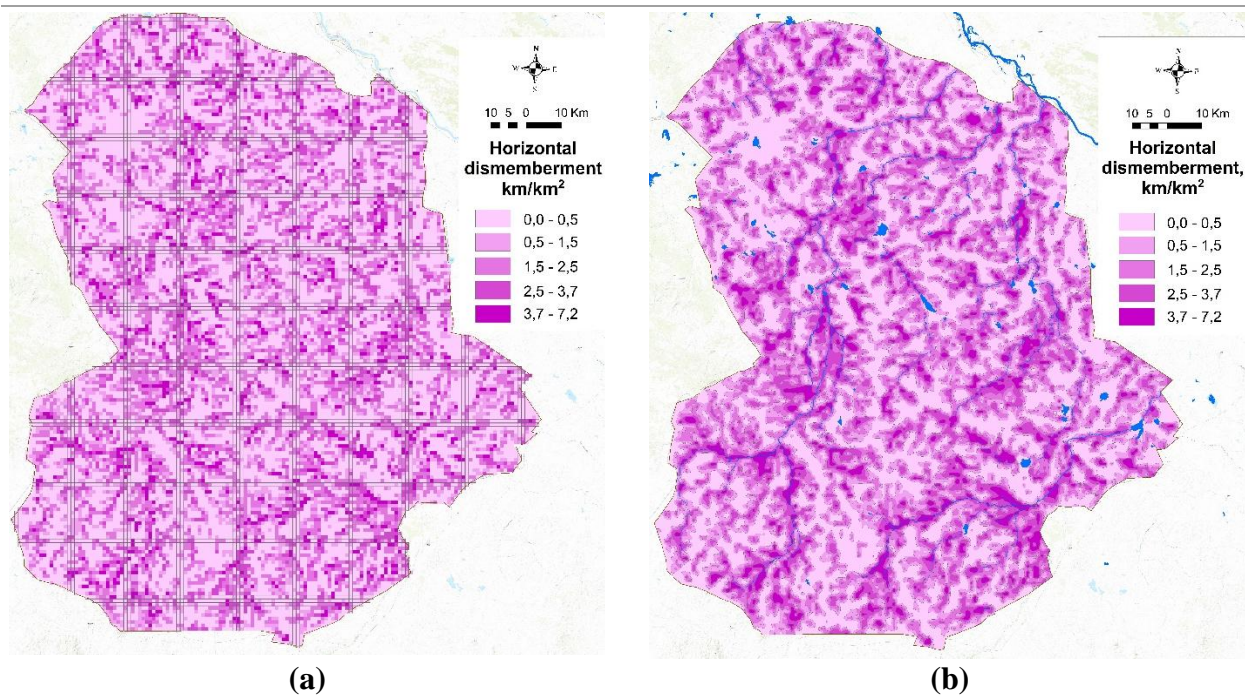 N
W E
S
10 5 0 10 Km
Horizontal
dismemberment
km/km²
0,0 - 0,5
0,5 - 1,5
1,5 - 2,5
2,5 - 3,7
3,7 - 7,2
(a)
N
W E
S
10 5 0 10 Km
Horizontal
dismemberment,
km/km²
0,0 - 0,5
0,5 - 1,5
1,5 - 2,5
2,5 - 3,7
3,7 - 7,2
(b)